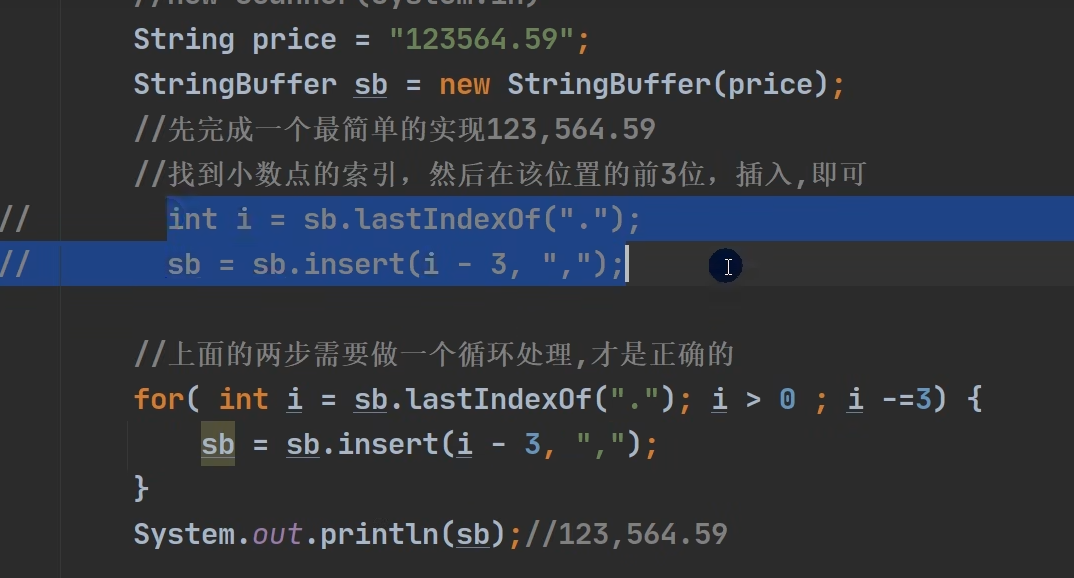 String price = "123564.59";
StringBuffer sb = new StringBuffer(price);
//先完成一个最简单的实现123,564.59
//找到小数点的索引，然后在该位置的前3位，插入,即可
// int i = sb.lastIndexOf(".");
// sb = sb.insert(i - 3, ",");
//上面的两步需要做一个循环处理,才是正确的
for( int i = sb.lastIndexOf("."); i > 0 ; i -=3) {
sb = sb.insert(i - 3, ",");
}
System.out.println(sb);//123,564.59